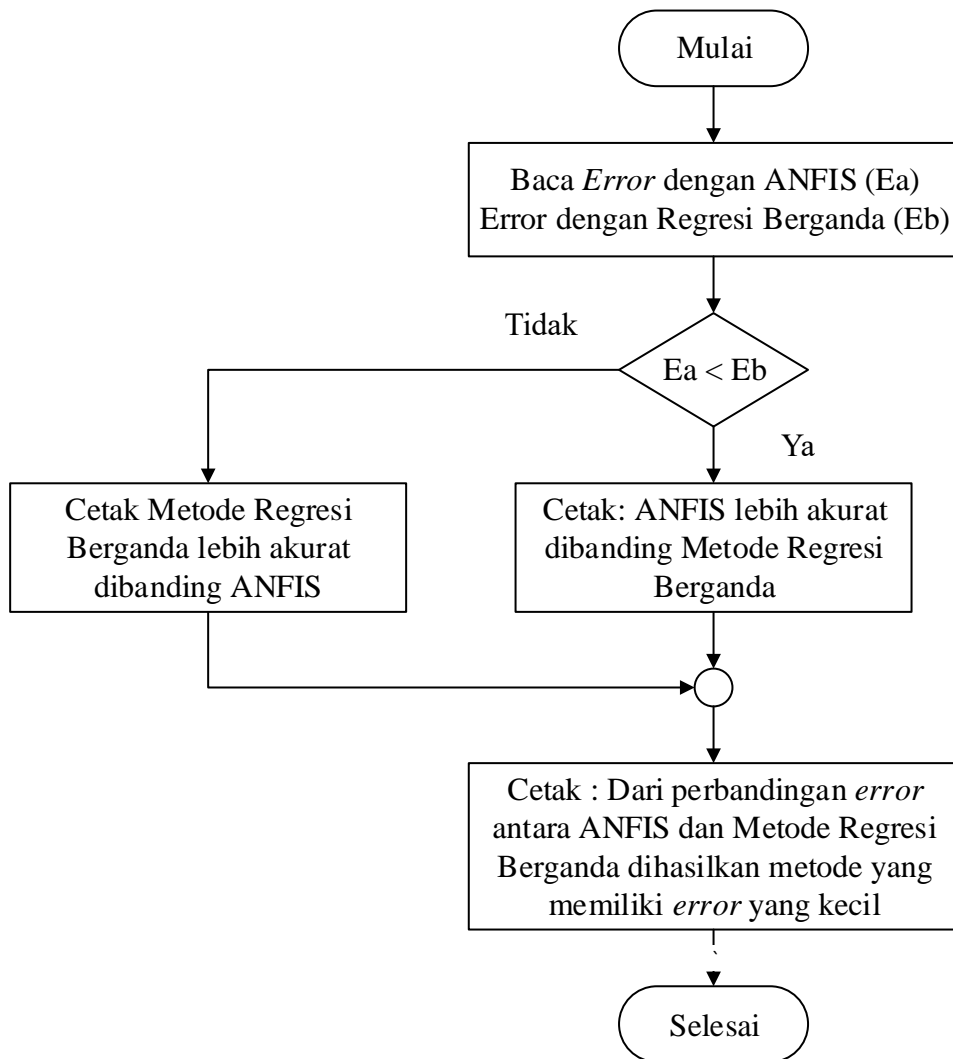 Mulai
Baca Error dengan ANFIS (Ea)
Error dengan Regresi Berganda (Eb)
Tidak
Ea < Eb
Ya
Cetak Metode Regresi
Berganda lebih akurat
dibanding ANFIS
Cetak: ANFIS lebih akurat
dibanding Metode Regresi
Berganda
Cetak : Dari perbandingan error
antara ANFIS dan Metode Regresi
Berganda dihasilkan metode yang
memiliki error yang kecil
Selesai